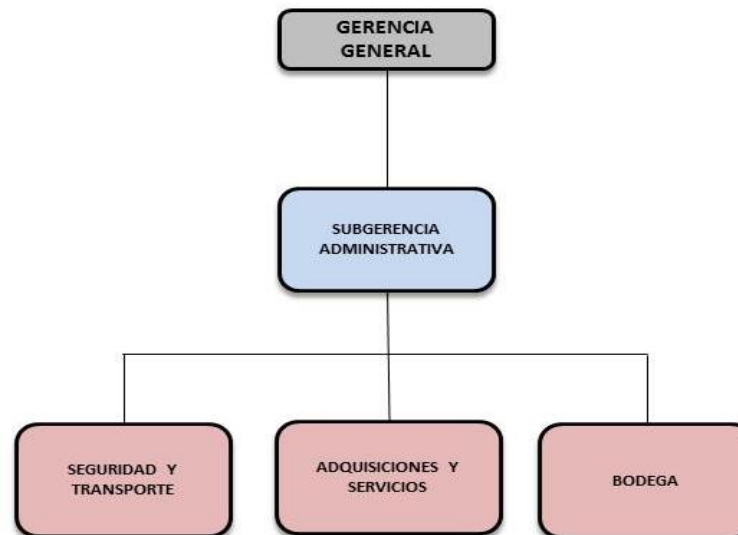 GERENCIA
GENERAL
SUBGERENCIA
ADMINISTRATIVA
SEGURIDAD Y
TRANSPORTE
ADQUISICIONES Y
SERVICIOS
BODEGA